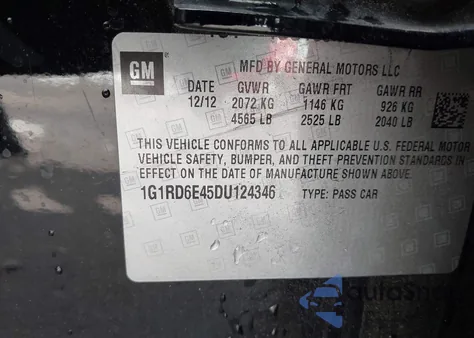 GM
MFD BY GENERAL MOTORS LLC
DATE GVWR GAWR FRT GAWR RR
12/12 2072 KG 1146 KG 926 KG
4565 LB 2525 LB 2040 LB
THIS VEHICLE CONFORMS TO ALL APPLICABLE U.S. FEDERAL MOTOR
VEHICLE SAFETY, BUMPER, AND THEFT PREVENTION STANDARDS IN
EFFECT ON THE DATE OF MANUFACTURE SHOWN ABOVE.
1G1RD6E45DU124346 TYPE: PASS CAR